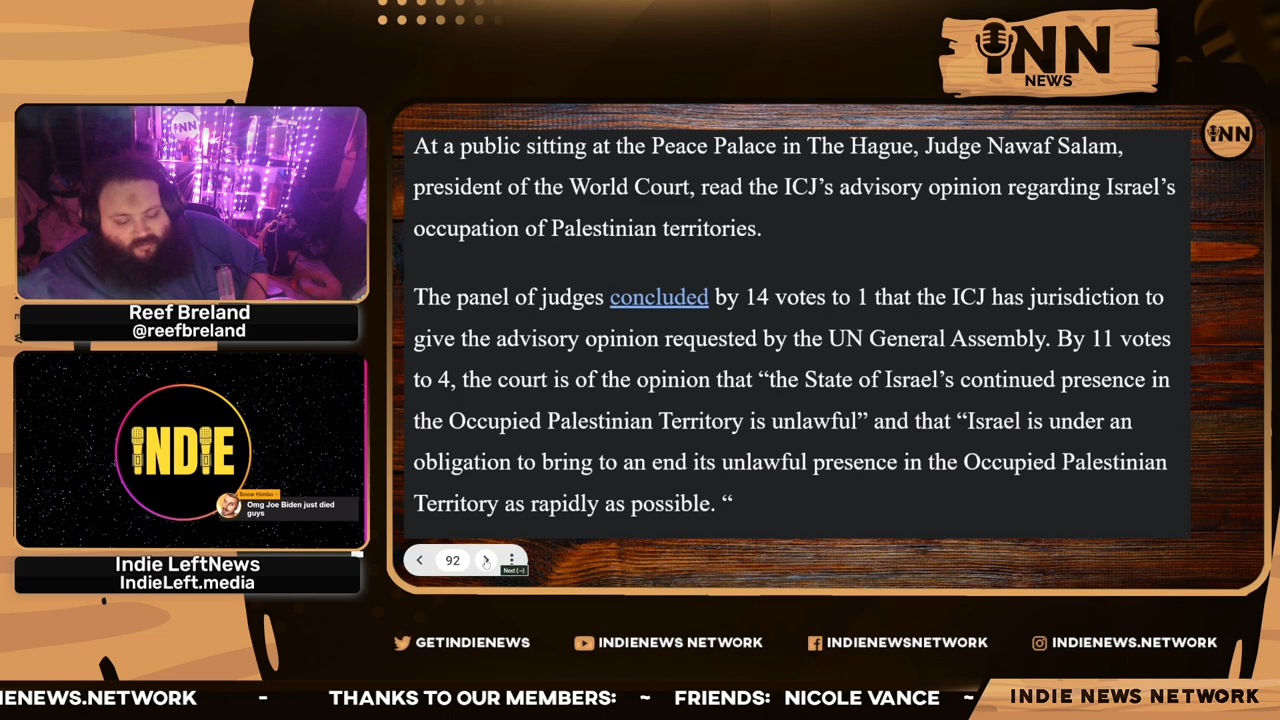 iNN
NEWS
iNN
iNN
At a public sitting at the Peace Palace in The Hague, Judge Nawaf Salam,
president of the World Court, read the ICJ’s advisory opinion regarding Israel’s
occupation of Palestinian territories.
The panel of judges concluded by 14 votes to 1 that the ICJ has jurisdiction to
give the advisory opinion requested by the UN General Assembly. By 11 votes
to 4, the court is of the opinion that “the State of Israel’s continued presence in
the Occupied Palestinian Territory is unlawful” and that “Israel is under an
obligation to bring to an end its unlawful presence in the Occupied Palestinian
Territory as rapidly as possible. “
92
Next (→)
Reef Breland
@reefbreland
INDIE
Snow Himbo
Omg Joe Biden just died
guys
Indie LeftNews
IndieLeft.media
GETINDIENEWS
INDIENEWS NETWORK
INDIENEWSNETWORK
INDIENEWS.NETWORK
IENEWS.NETWORK - THANKS TO OUR MEMBERS: ~ FRIENDS: NICOLE VANCE ~
INDIE NEWS NETWORK